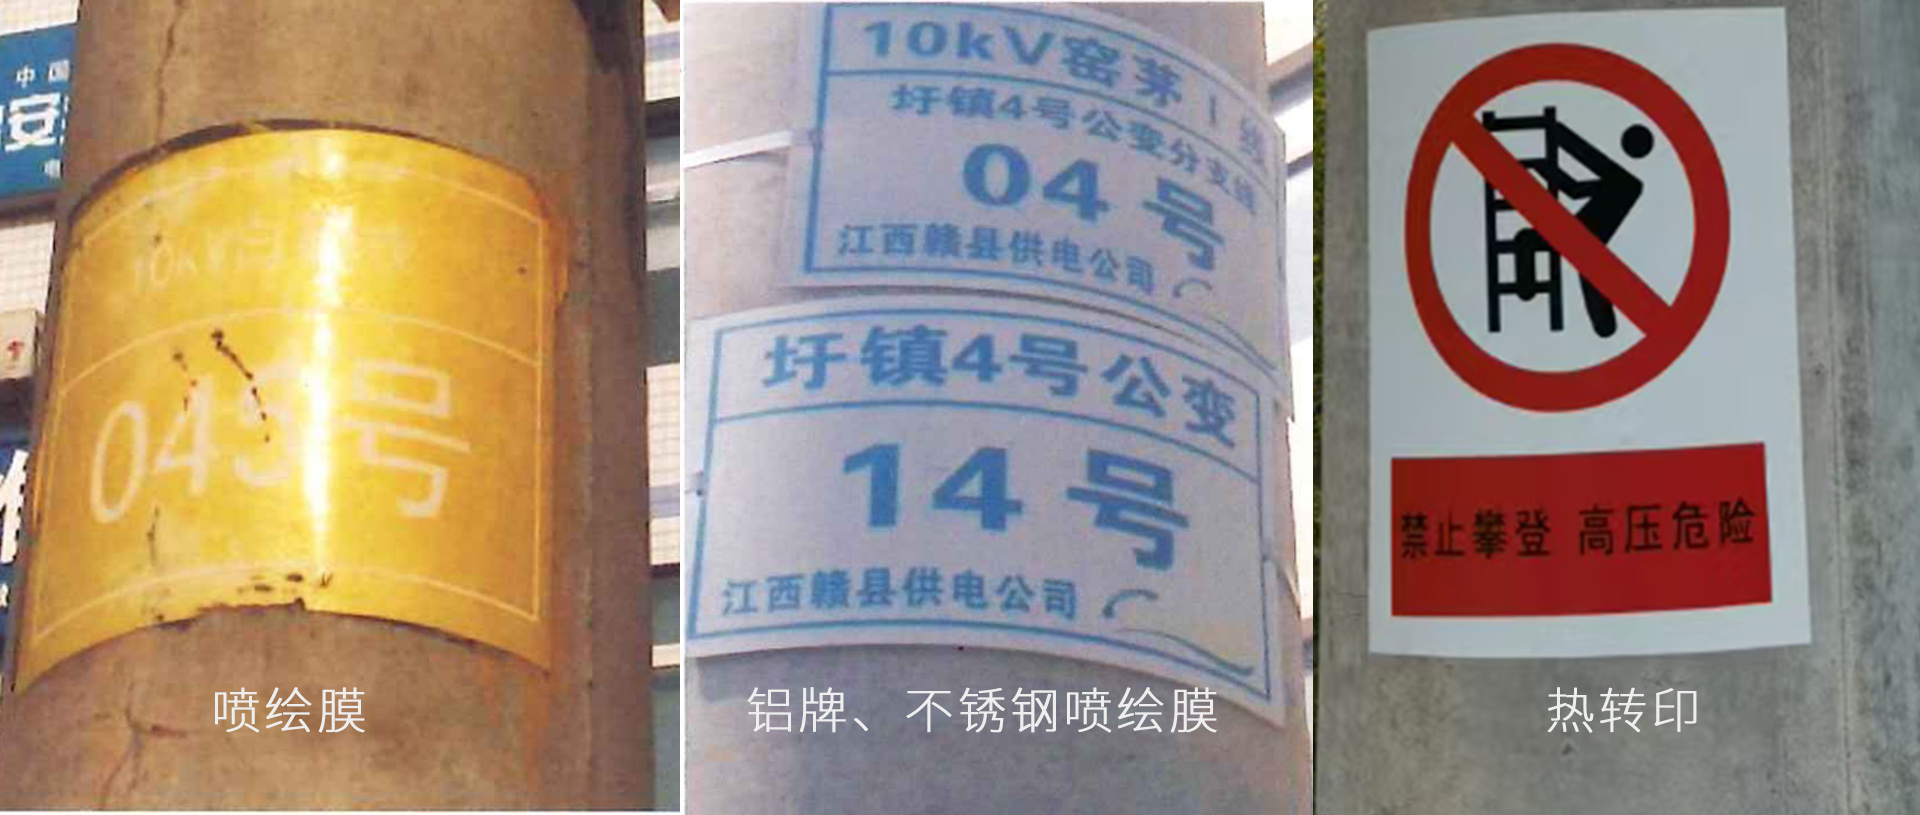 中国
安
10kV
045号
喷绘膜
10kV窑茅Ⅰ线
圩镇4号公变分支线
04号
江西赣县供电公司
圩镇4号公变
14号
江西赣县供电公司
铝牌、不锈钢喷绘膜
禁止攀登 高压危险
热转印